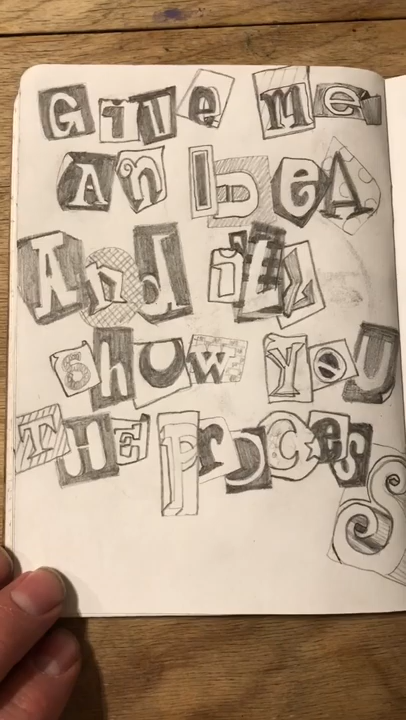 Give me
An IDeA
And i'll
show You
THE Process